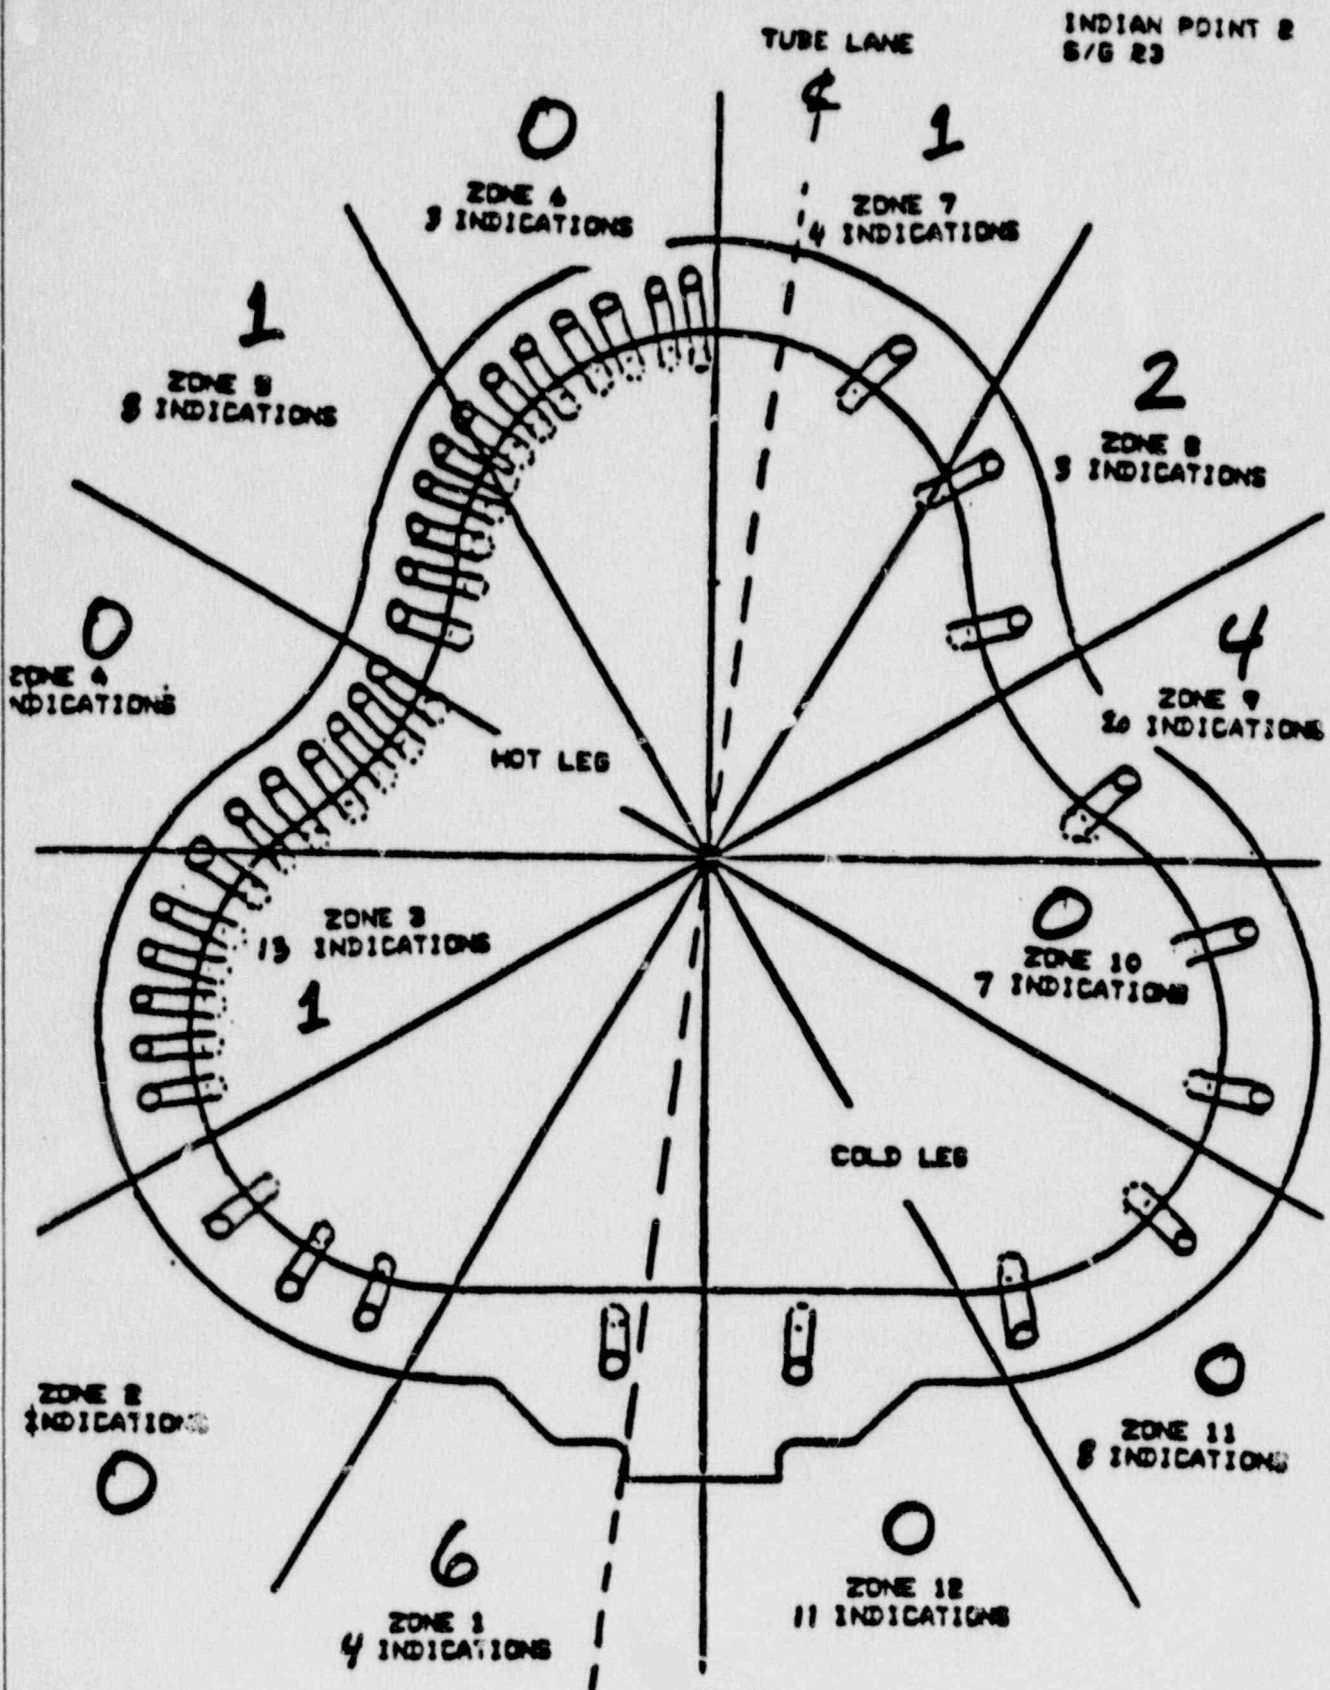 INDIAN POINT 2
S/G 23
TUBE LANE
℄
0
ZONE 6
3 INDICATIONS
1
ZONE 7
4 INDICATIONS
1
ZONE 5
8 INDICATIONS
2
ZONE 8
3 INDICATIONS
0
ZONE 4
NDICATIONS
4
ZONE 9
20 INDICATIONS
HOT LEG
ZONE 3
13 INDICATIONS
1
0
ZONE 10
7 INDICATIONS
COLD LEG
ZONE 2
INDICATIONS
0
0
ZONE 11
8 INDICATIONS
6
ZONE 1
4 INDICATIONS
0
ZONE 12
11 INDICATIONS